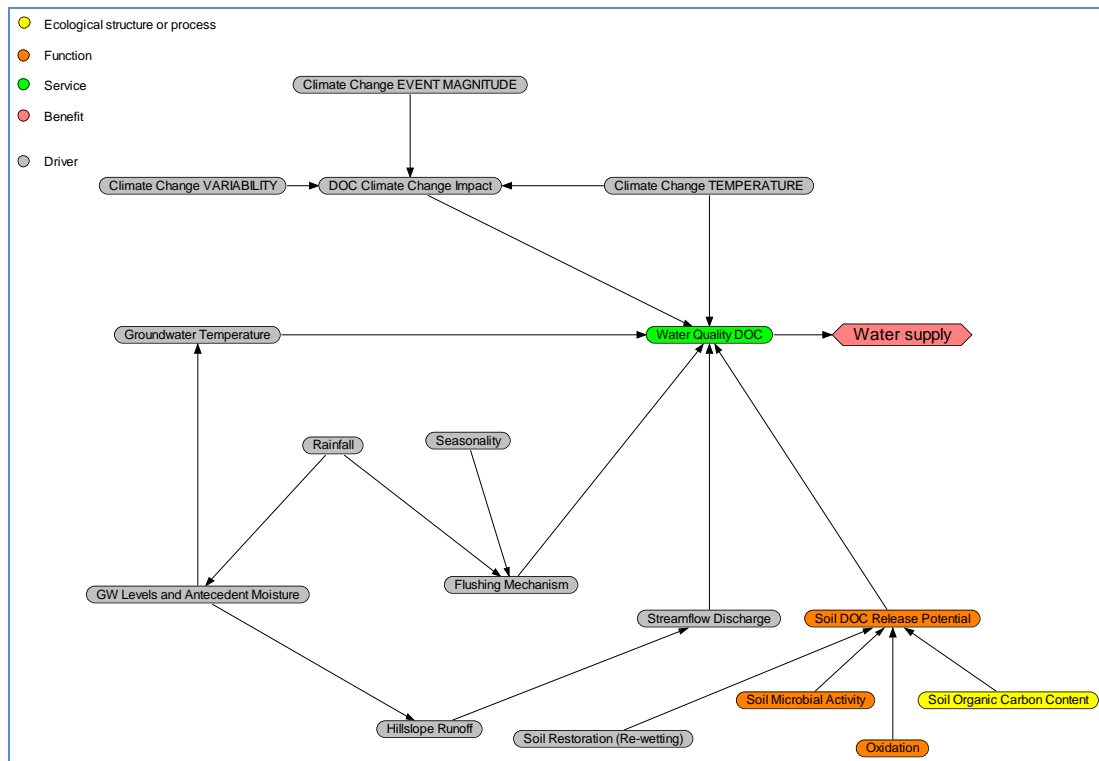 Ecological structure or process
Function
Service
Benefit
Driver
Climate Change EVENT MAGNITUDE
Climate Change VARIABILITY
DOC Climate Change Impact
Climate Change TEMPERATURE
Groundwater Temperature
Water Quality DOC
Water supply
Rainfall
Seasonality
Flushing Mechanism
GW Levels and Antecedent Moisture
Streamflow Discharge
Soil DOC Release Potential
Soil Microbial Activity
Soil Organic Carbon Content
Hillslope Runoff
Soil Restoration (Re-wetting)
Oxidation